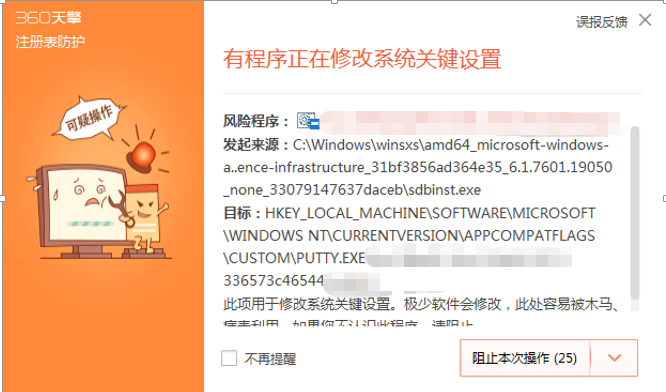 360天擎
注册表防护
可疑操作
误报反馈
有程序正在修改系统关键设置
风险程序：
发起来源：C:\Windows\winsxs\amd64_microsoft-windows-
a..ence-infrastructure_31bf3856ad364e35_6.1.7601.19050
_none_33079147637daceb\sdbinst.exe
目标：HKEY_LOCAL_MACHINE\SOFTWARE\MICROSOFT
\WINDOWS NT\CURRENTVERSION\APPCOMPATFLAGS
\CUSTOM\PUTTY.EXE
336573c46544
此项用于修改系统关键设置。极少软件会修改，此处容易被木马、
病毒利用，如果您不认识此程序，请阻止
不再提醒
阻止本次操作 (25)